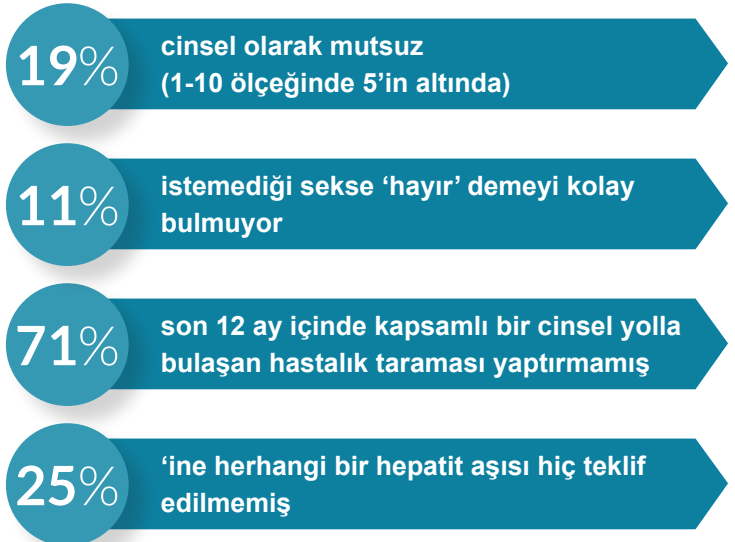 19%
cinsel olarak mutsuz
(1-10 ölçeğinde 5’in altında)
11%
istemediği sekse ‘hayır’ demeyi kolay
bulmuyor
71%
son 12 ay içinde kapsamlı bir cinsel yolla
bulaşan hastalık taraması yaptırmamış
25%
‘ine herhangi bir hepatit aşısı hiç teklif
edilmemiş